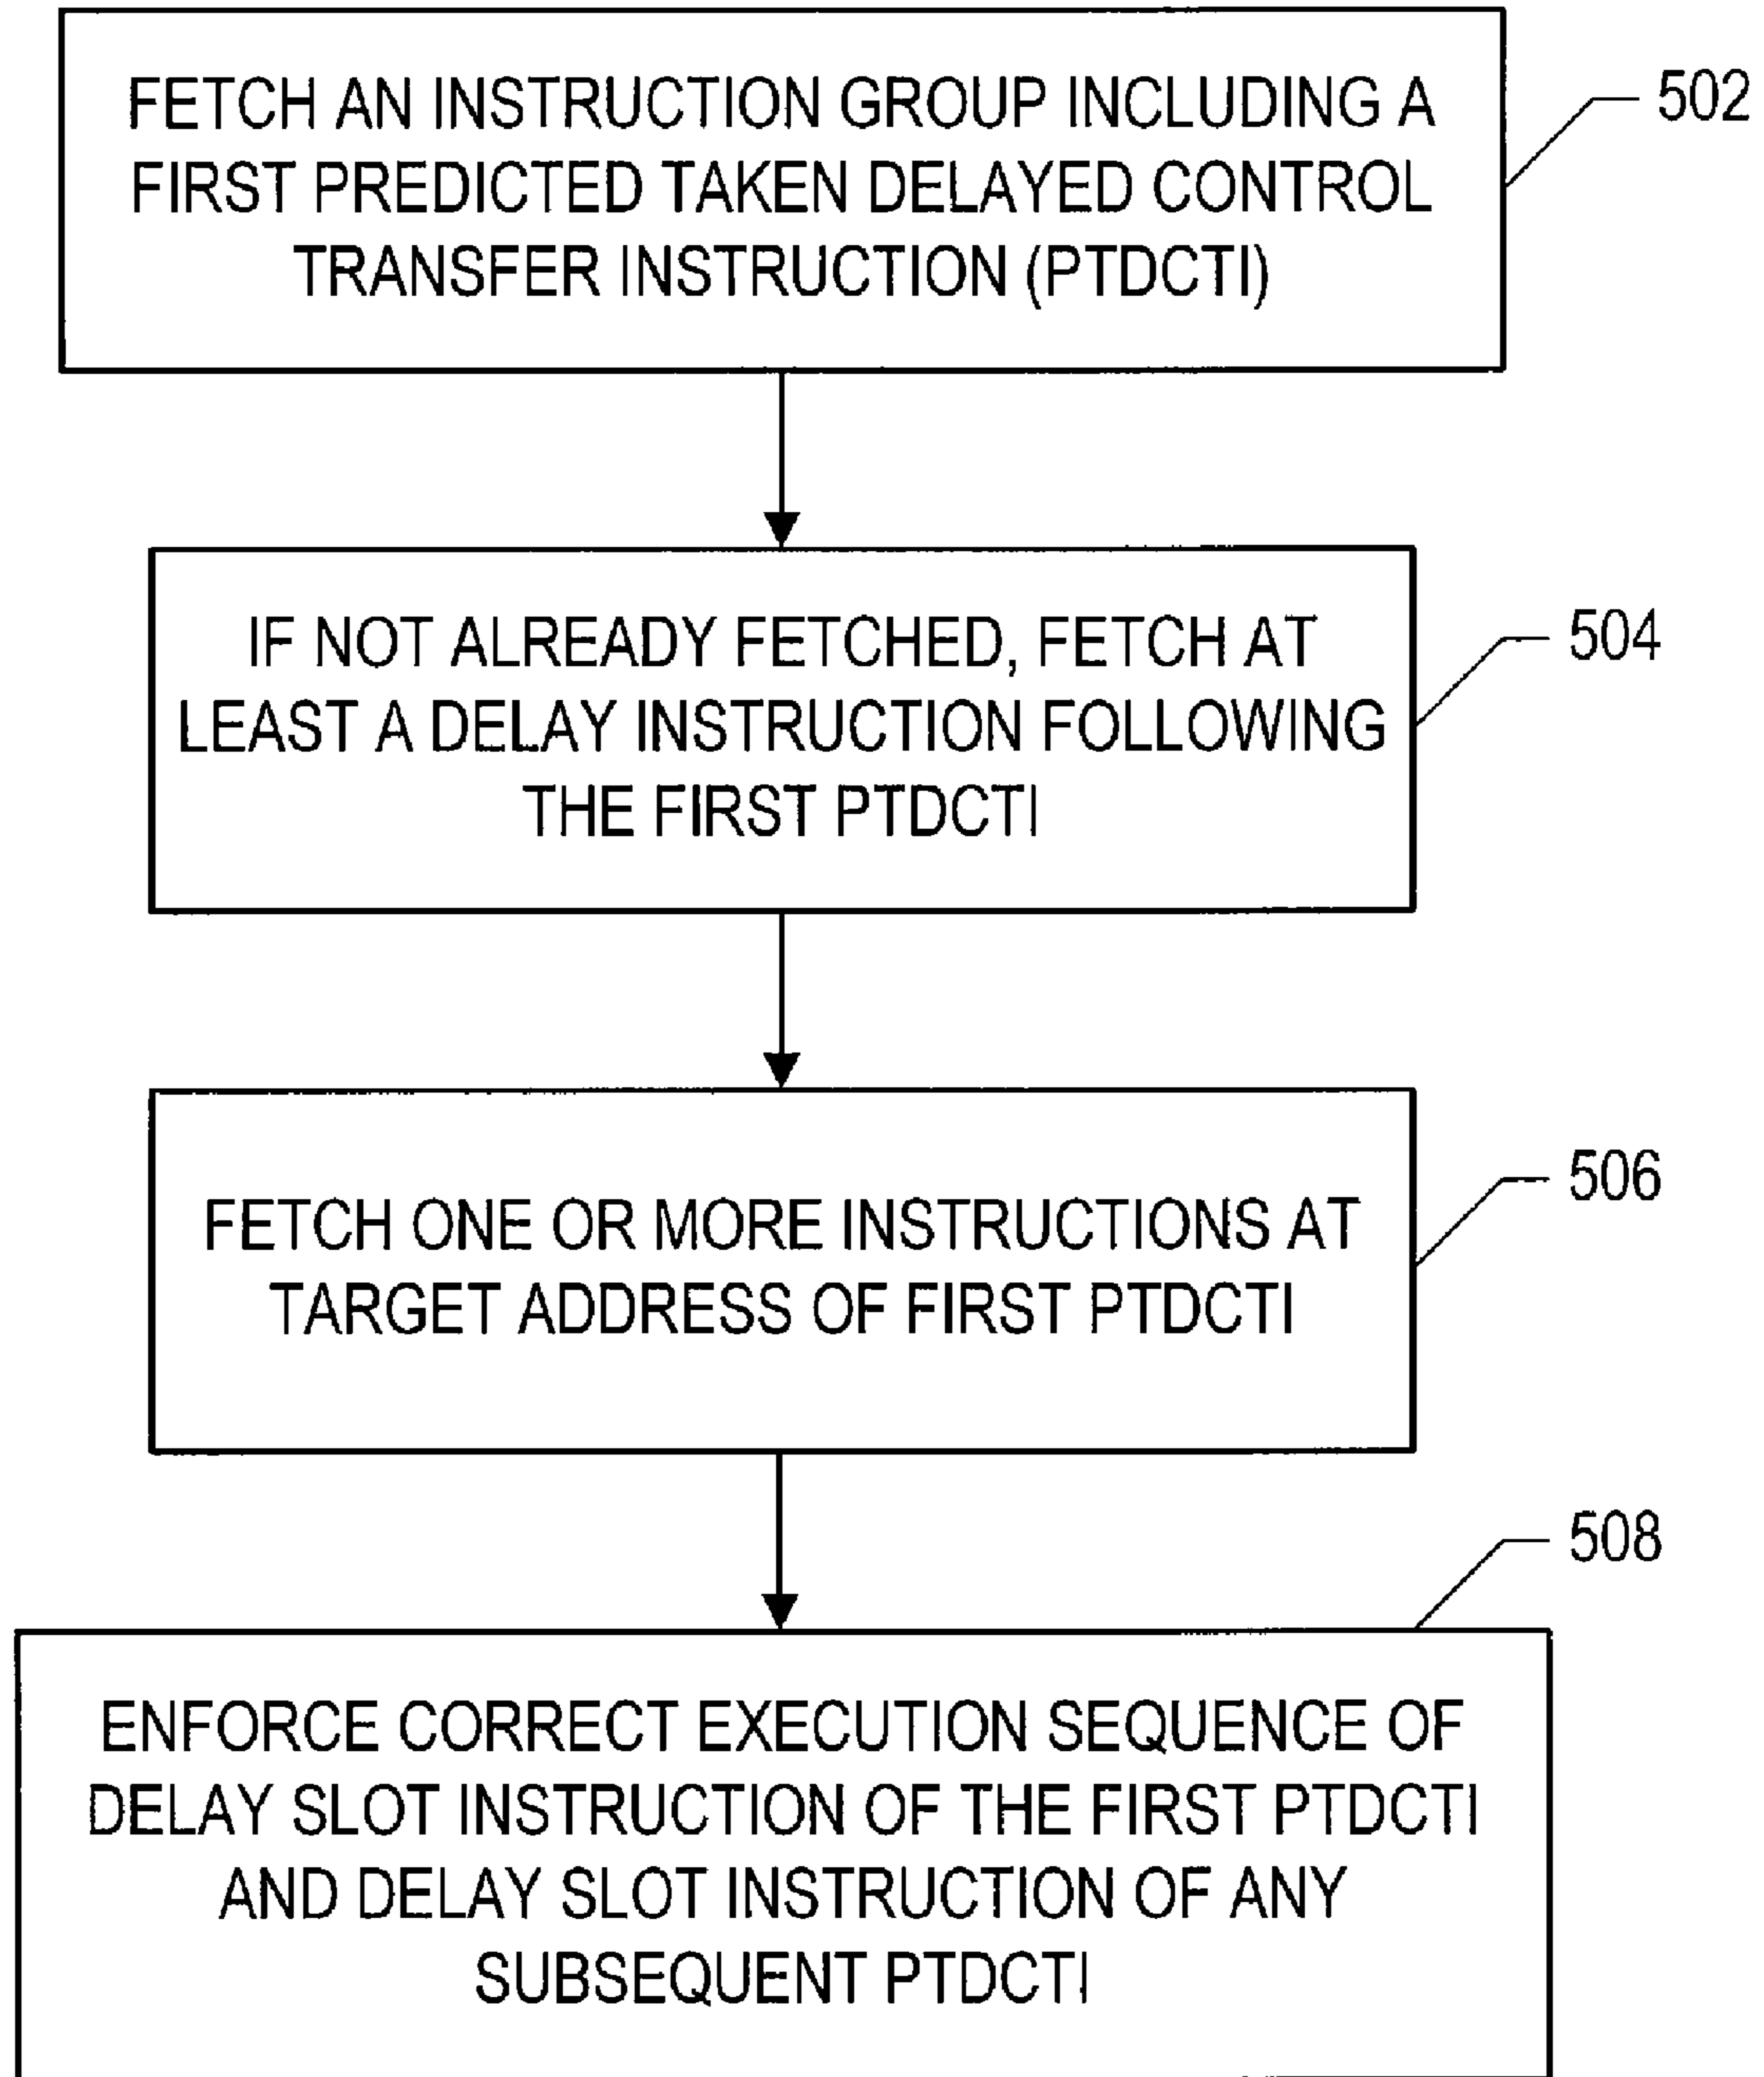 FETCH AN INSTRUCTION GROUP INCLUDING A
FIRST PREDICTED TAKEN DELAYED CONTROL
TRANSFER INSTRUCTION (PTDCTI)
502
IF NOT ALREADY FETCHED, FETCH AT
LEAST A DELAY INSTRUCTION FOLLOWING
THE FIRST PTDCTI
504
FETCH ONE OR MORE INSTRUCTIONS AT
TARGET ADDRESS OF FIRST PTDCTI
506
508
ENFORCE CORRECT EXECUTION SEQUENCE OF
DELAY SLOT INSTRUCTION OF THE FIRST PTDCTI
AND DELAY SLOT INSTRUCTION OF ANY
SUBSEQUENT PTDCTI